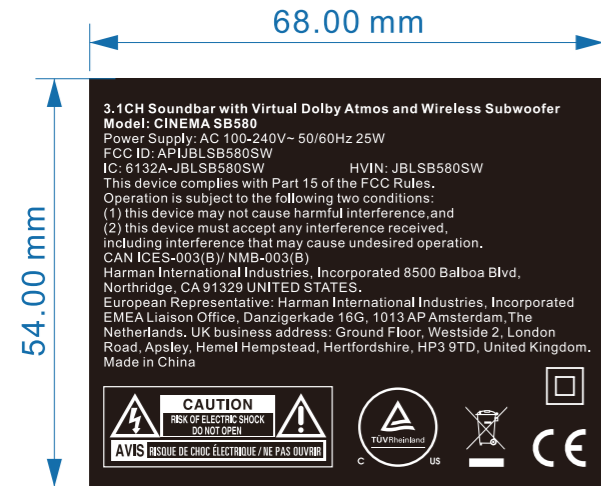 68.00 mm
54.00 mm
3.1CH Soundbar with Virtual Dolby Atmos and Wireless Subwoofer
Model: CINEMA SB580
Power Supply: AC 100-240V~ 50/60Hz 25W
FCC ID: APIJBLSB580SW
IC: 6132A-JBLSB580SW HVIN: JBLSB580SW
This device complies with Part 15 of the FCC Rules.
Operation is subject to the following two conditions:
(1) this device may not cause harmful interference,and
(2) this device must accept any interference received,
including interference that may cause undesired operation.
CAN ICES-003(B)/ NMB-003(B)
Harman International Industries, Incorporated 8500 Balboa Blvd,
Northridge, CA 91329 UNITED STATES.
European Representative: Harman International Industries, Incorporated
EMEA Liaison Office, Danzigerkade 16G, 1013 AP Amsterdam,The
Netherlands. UK business address: Ground Floor, Westside 2, London
Road, Apsley, Hemel Hempstead, Hertfordshire, HP3 9TD, United Kingdom.
Made in China
CAUTION
RISK OF ELECTRIC SHOCK
DO NOT OPEN
AVIS RISQUE DE CHOC ÉLECTRIQUE / NE PAS OUVRIR
TÜVRheinland
C US
CE